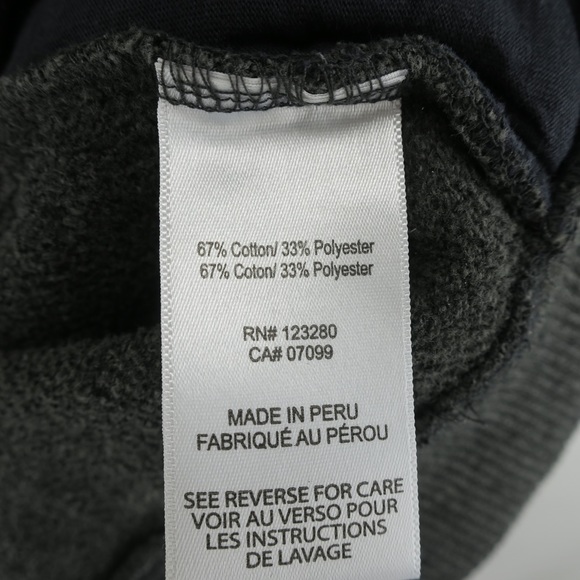 67% Cotton/ 33% Polyester
67% Coton/ 33% Polyester
RN# 123280
CA# 07099
MADE IN PERU
FABRIQUÉ AU PÉROU
SEE REVERSE FOR CARE
VOIR AU VERSO POUR
LES INSTRUCTIONS
DE LAVAGE